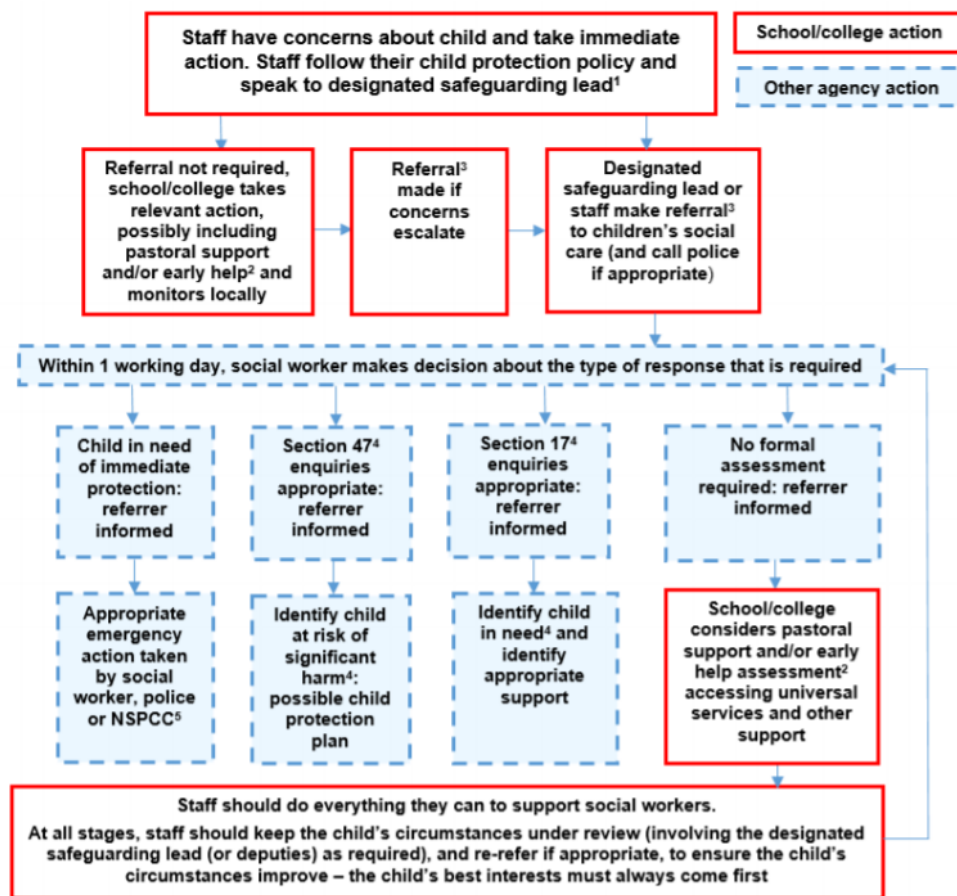 Staff have concerns about child and take immediate
action. Staff follow their child protection policy and
speak to designated safeguarding lead¹
School/college action
Other agency action
Referral not required,
school/college takes
relevant action,
possibly including
pastoral support
and/or early help² and
monitors locally
Referral³
made if
concerns
escalate
Designated
safeguarding lead or
staff make referral³
to children's social
care (and call police
if appropriate)
Within 1 working day, social worker makes decision about the type of response that is required
Child in need
of immediate
protection:
referrer
informed
Section 47⁴
enquiries
appropriate:
referrer
informed
Section 17⁴
enquiries
appropriate:
referrer
informed
No formal
assessment
required: referrer
informed
Appropriate
emergency
action taken
by social
worker, police
or NSPCC⁵
Identify child
at risk of
significant
harm⁴:
possible child
protection
plan
Identify child
in need⁴ and
identify
appropriate
support
School/college
considers pastoral
support and/or early
help assessment²
accessing universal
services and other
support
Staff should do everything they can to support social workers.
At all stages, staff should keep the child's circumstances under review (involving the designated
safeguarding lead (or deputies) as required), and re-refer if appropriate, to ensure the child's
circumstances improve – the child's best interests must always come first